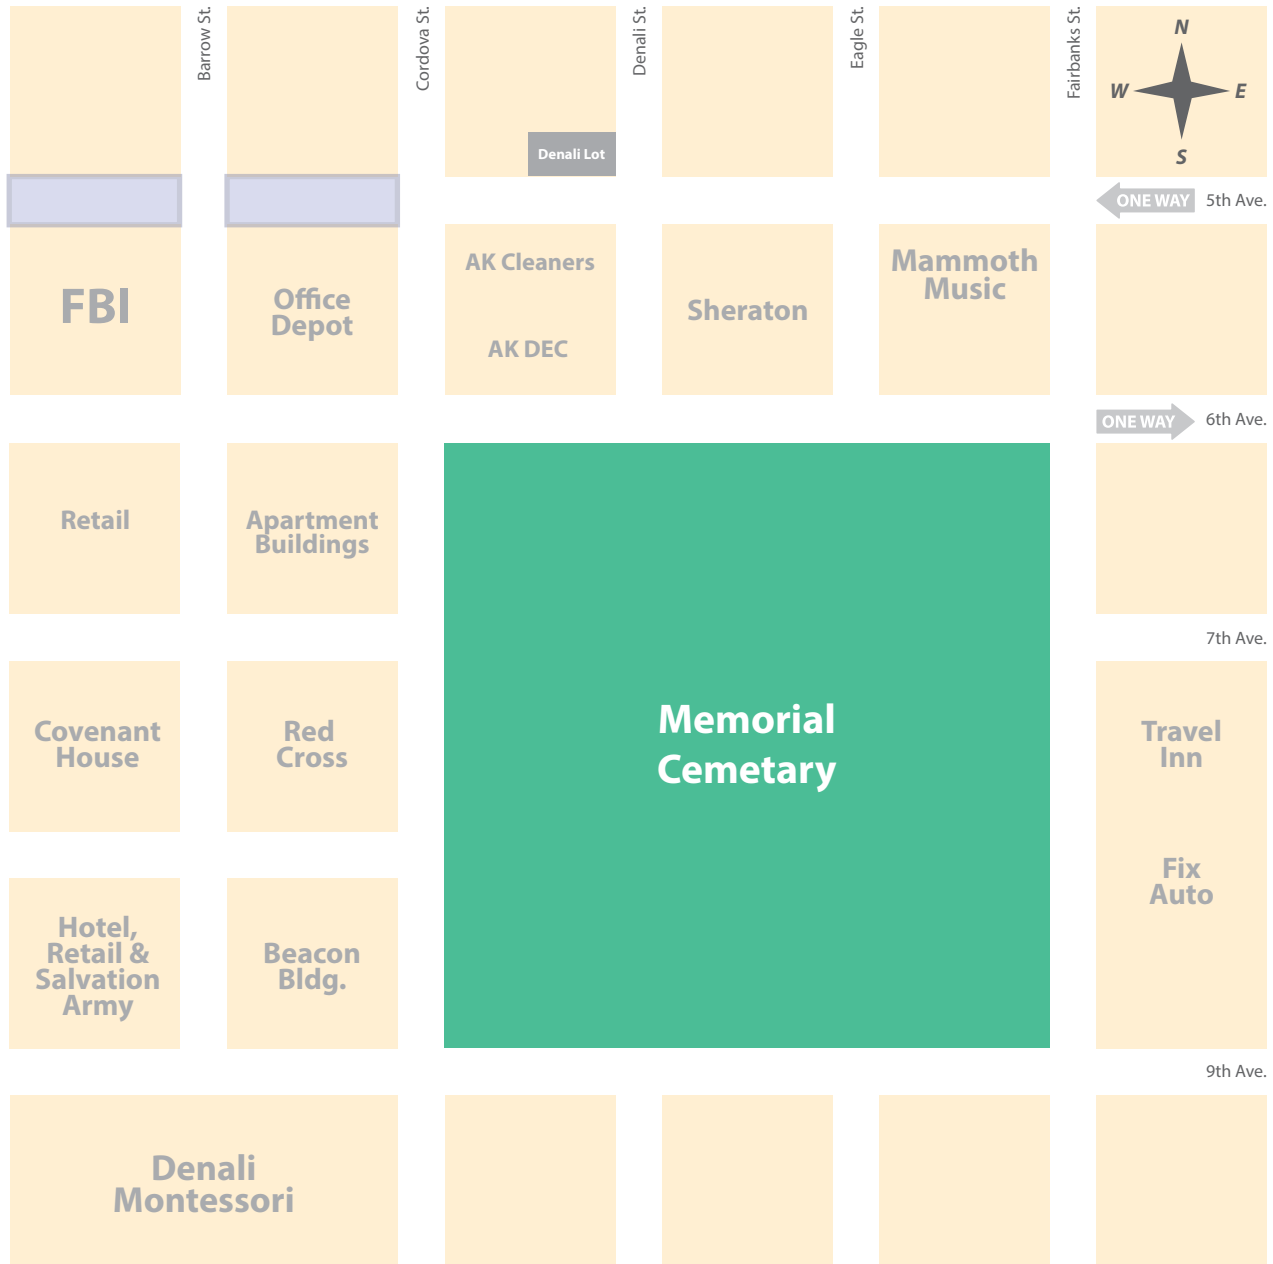 Barrow St.
Cordova St.
Denali St.
Eagle St.
Fairbanks St.
N
W
E
S
Denali Lot
ONE WAY
5th Ave.
FBI
Office
Depot
AK Cleaners
AK DEC
Sheraton
Mammoth
Music
ONE WAY
6th Ave.
Retail
Apartment
Buildings
7th Ave.
Covenant
House
Red
Cross
Memorial
Cemetary
Travel
Inn
Fix
Auto
Hotel,
Retail &
Salvation
Army
Beacon
Bldg.
9th Ave.
Denali
Montessori